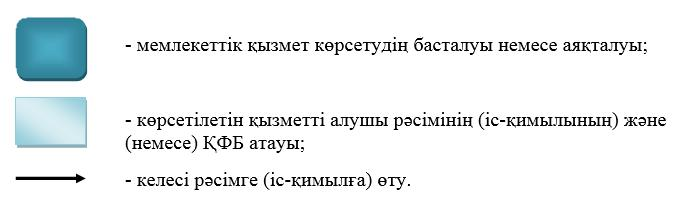 - мемлекеттік қызмет көрсетудің басталуы немесе аяқталуы;
- көрсетілетін қызметті алушы рәсімінің (іс-қимылының) және
(немесе) ҚФБ атауы;
- келесі рәсімге (іс-қимылға) өту.